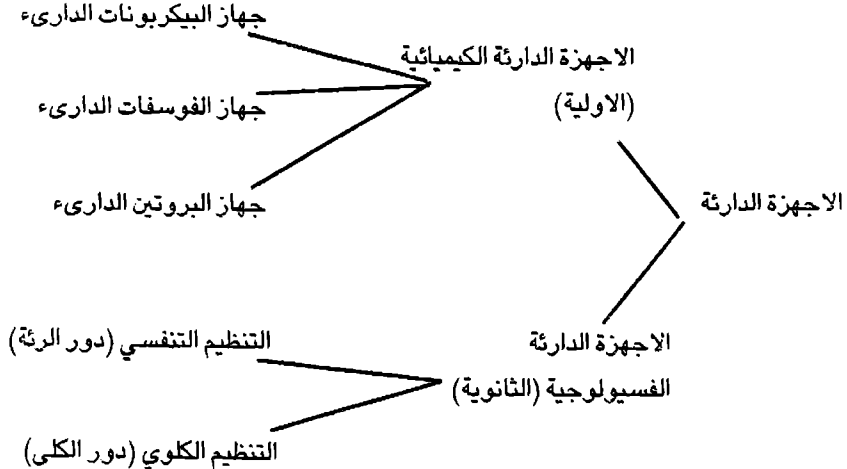 جهاز البيكربونات الدارىء
الاجهزة الدارئة الكيميائية
(الاولية)
جهاز الفوسفات الدارىء
جهاز البروتين الدارىء
الاجهزة الدارئة
التنظيم التنفسي (دور الرئة)
الاجهزة الدارئة
الفسيولوجية (الثانوية)
التنظيم الكلوي (دور الكلى)